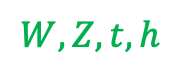 W, Z, t, h